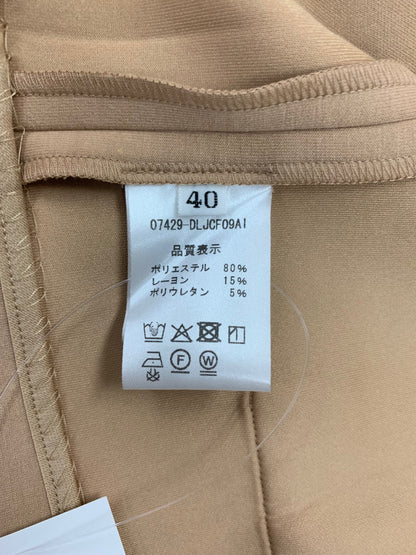 40
07429-DLJCF09AI
品質表示
ポリエステル 80%
レーヨン 15%
ポリウレタン 5%
F W